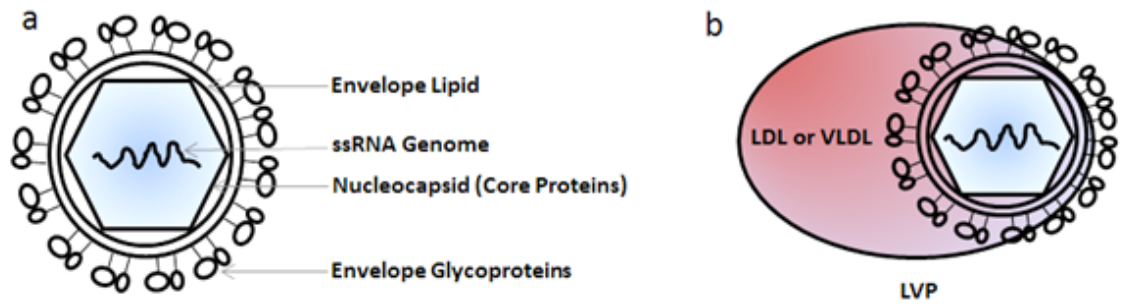 a
Envelope Lipid
ssRNA Genome
Nucleocapsid (Core Proteins)
Envelope Glycoproteins
b
LDL or VLDL
LVP